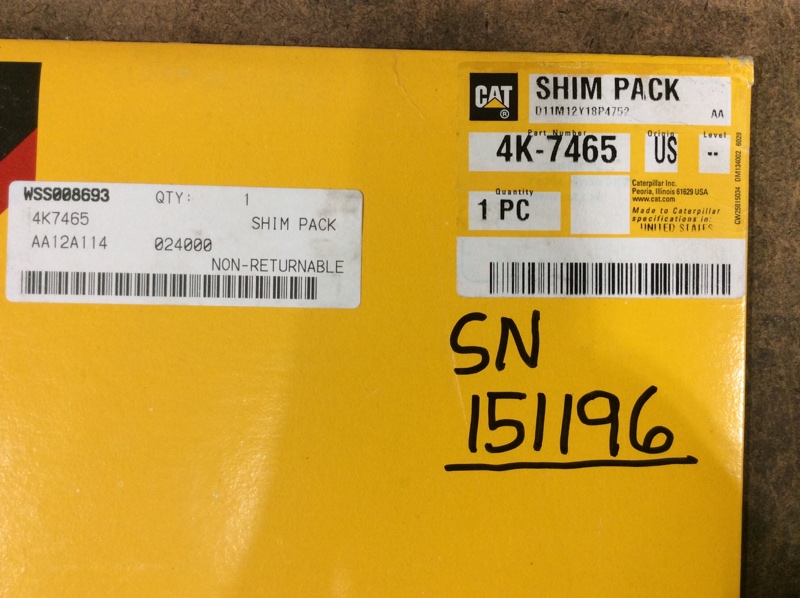 CAT
®
SHIM PACK
D11M12Y18P4752 AA
Part Number Origin Level
4K-7465 US --
Quantity
1 PC
Caterpillar Inc.
Peoria, Illinois 61629 USA
www.cat.com
Made to Caterpillar
specifications in:
UNITED STATES
WSS008693 QTY: 1
4K7465 SHIM PACK
AA12A114 024000
NON-RETURNABLE
SN
151196